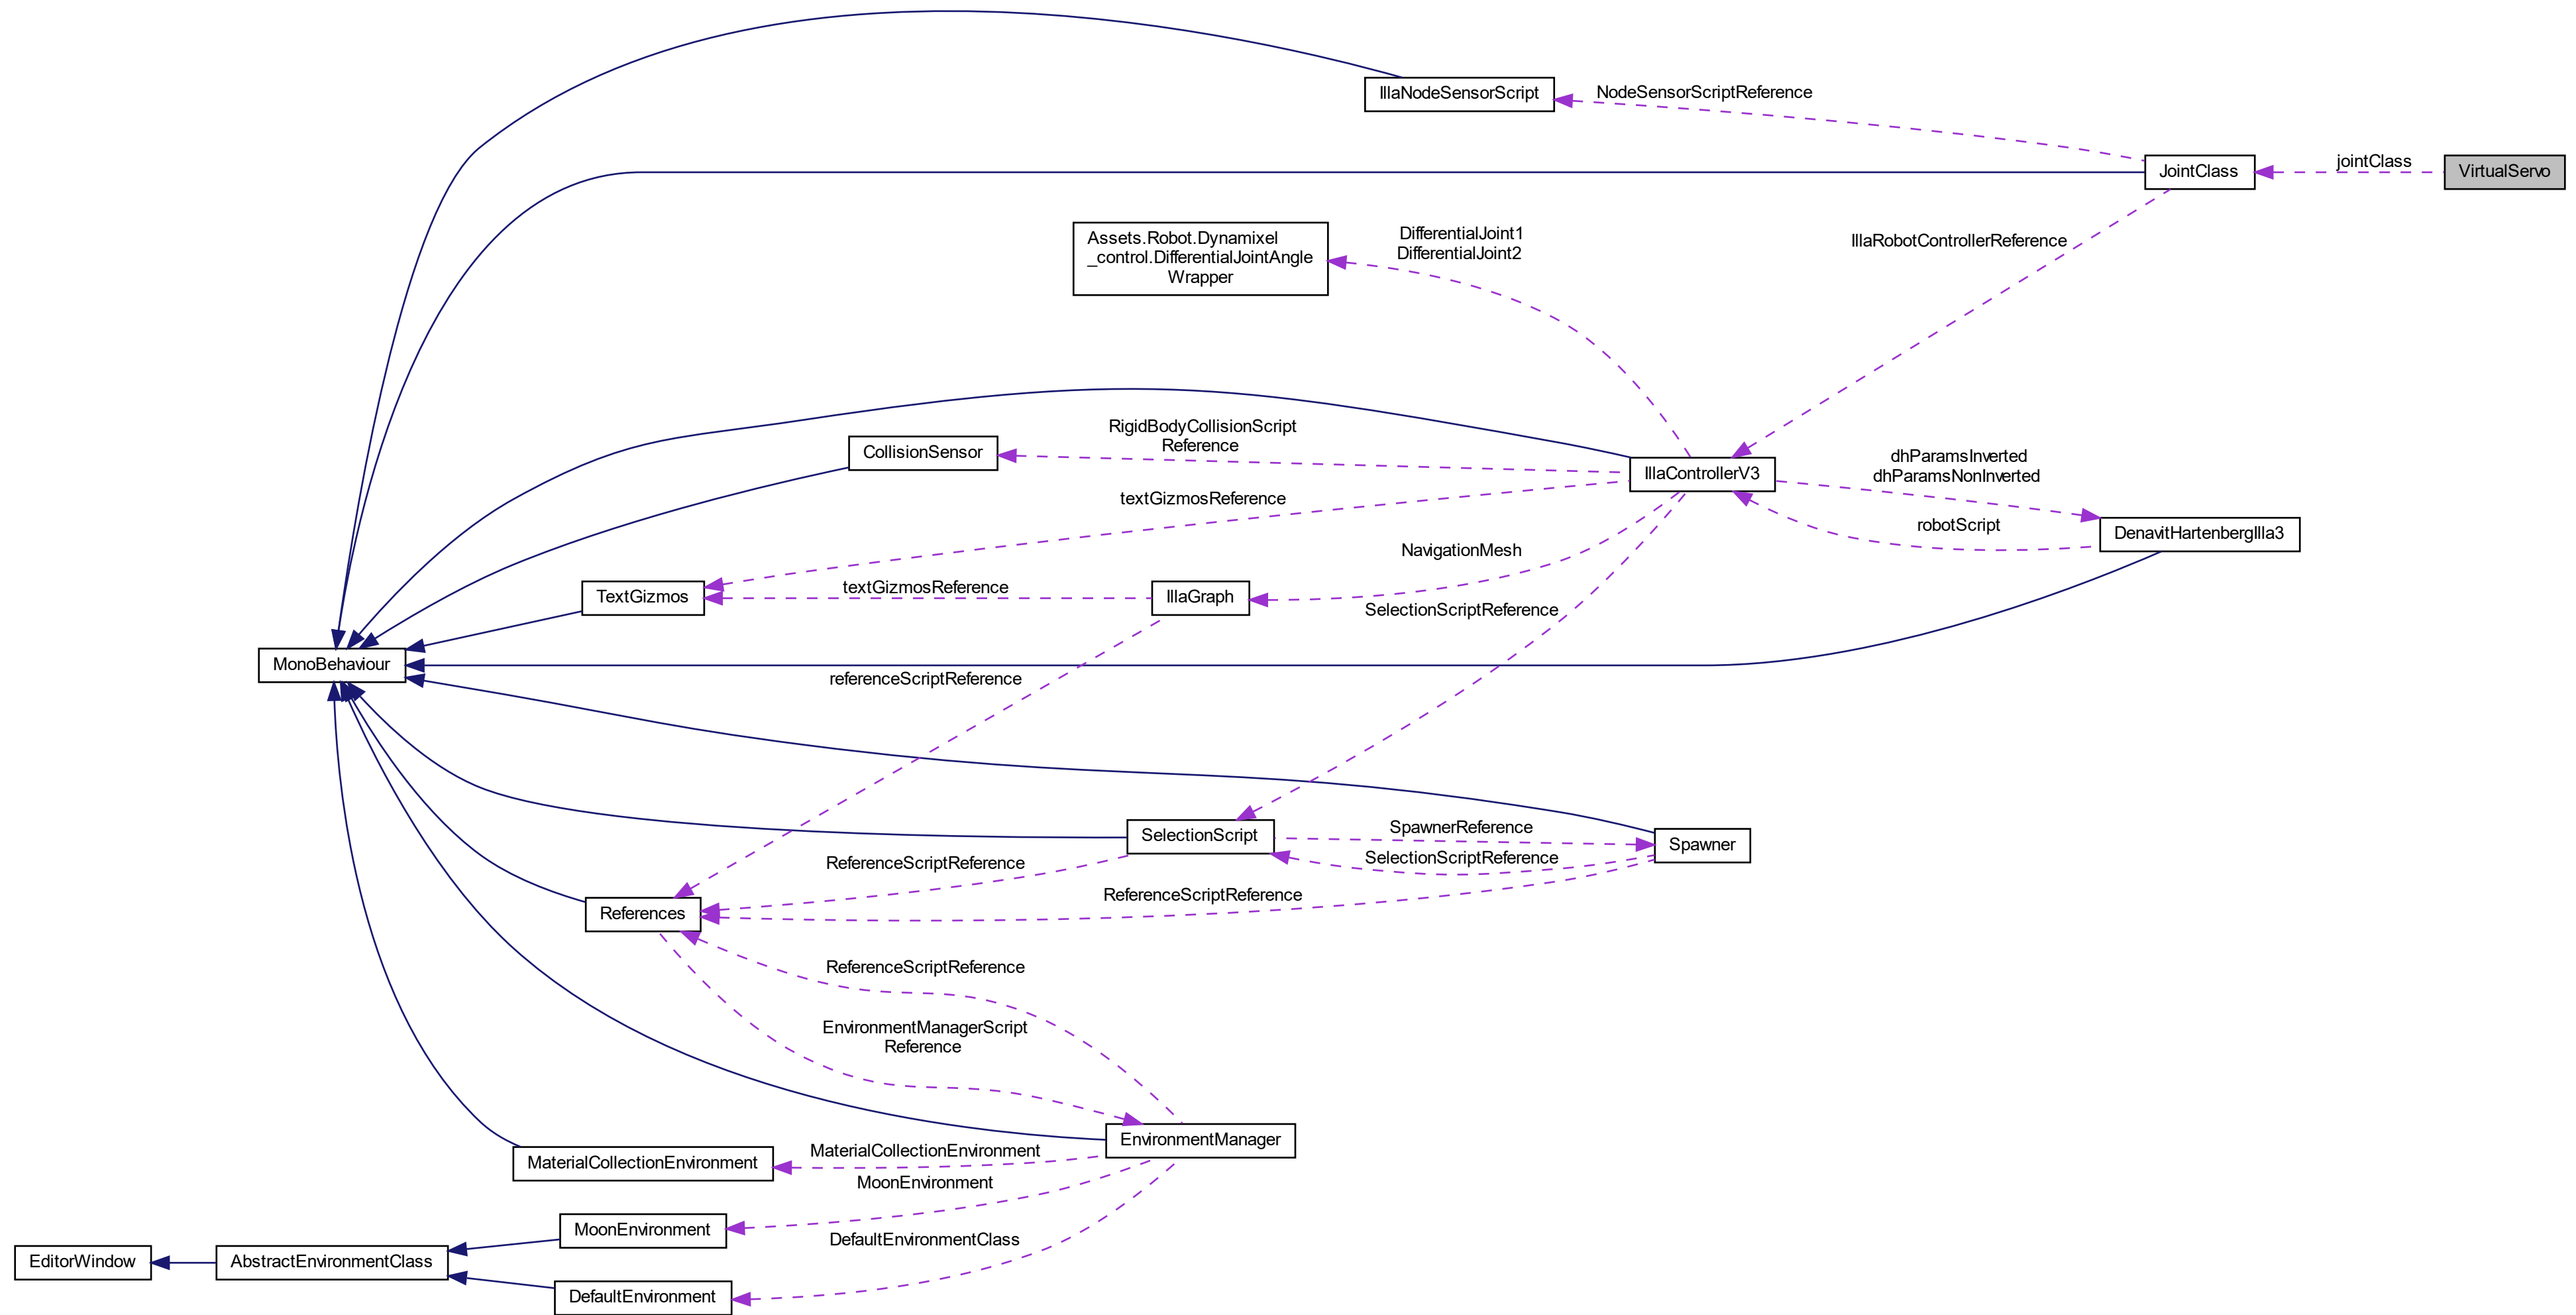 IllaNodeSensorScript
NodeSensorScriptReference
jointClass
JointClass
VirtualServo
Assets.Robot.Dynamixel
_control.DifferentialJointAngle
Wrapper
DifferentialJoint1
DifferentialJoint2
IllaRobotControllerReference
CollisionSensor
RigidBodyCollisionScript
Reference
IllaControllerV3
dhParamsInverted
dhParamsNonInverted
textGizmosReference
robotScript
DenavitHartenbergIlla3
NavigationMesh
TextGizmos
textGizmosReference
IllaGraph
SelectionScriptReference
MonoBehaviour
referenceScriptReference
SelectionScript
SpawnerReference
Spawner
ReferenceScriptReference
SelectionScriptReference
ReferenceScriptReference
References
ReferenceScriptReference
EnvironmentManagerScript
Reference
EnvironmentManager
MaterialCollectionEnvironment
MaterialCollectionEnvironment
MoonEnvironment
MoonEnvironment
DefaultEnvironmentClass
EditorWindow
AbstractEnvironmentClass
DefaultEnvironment